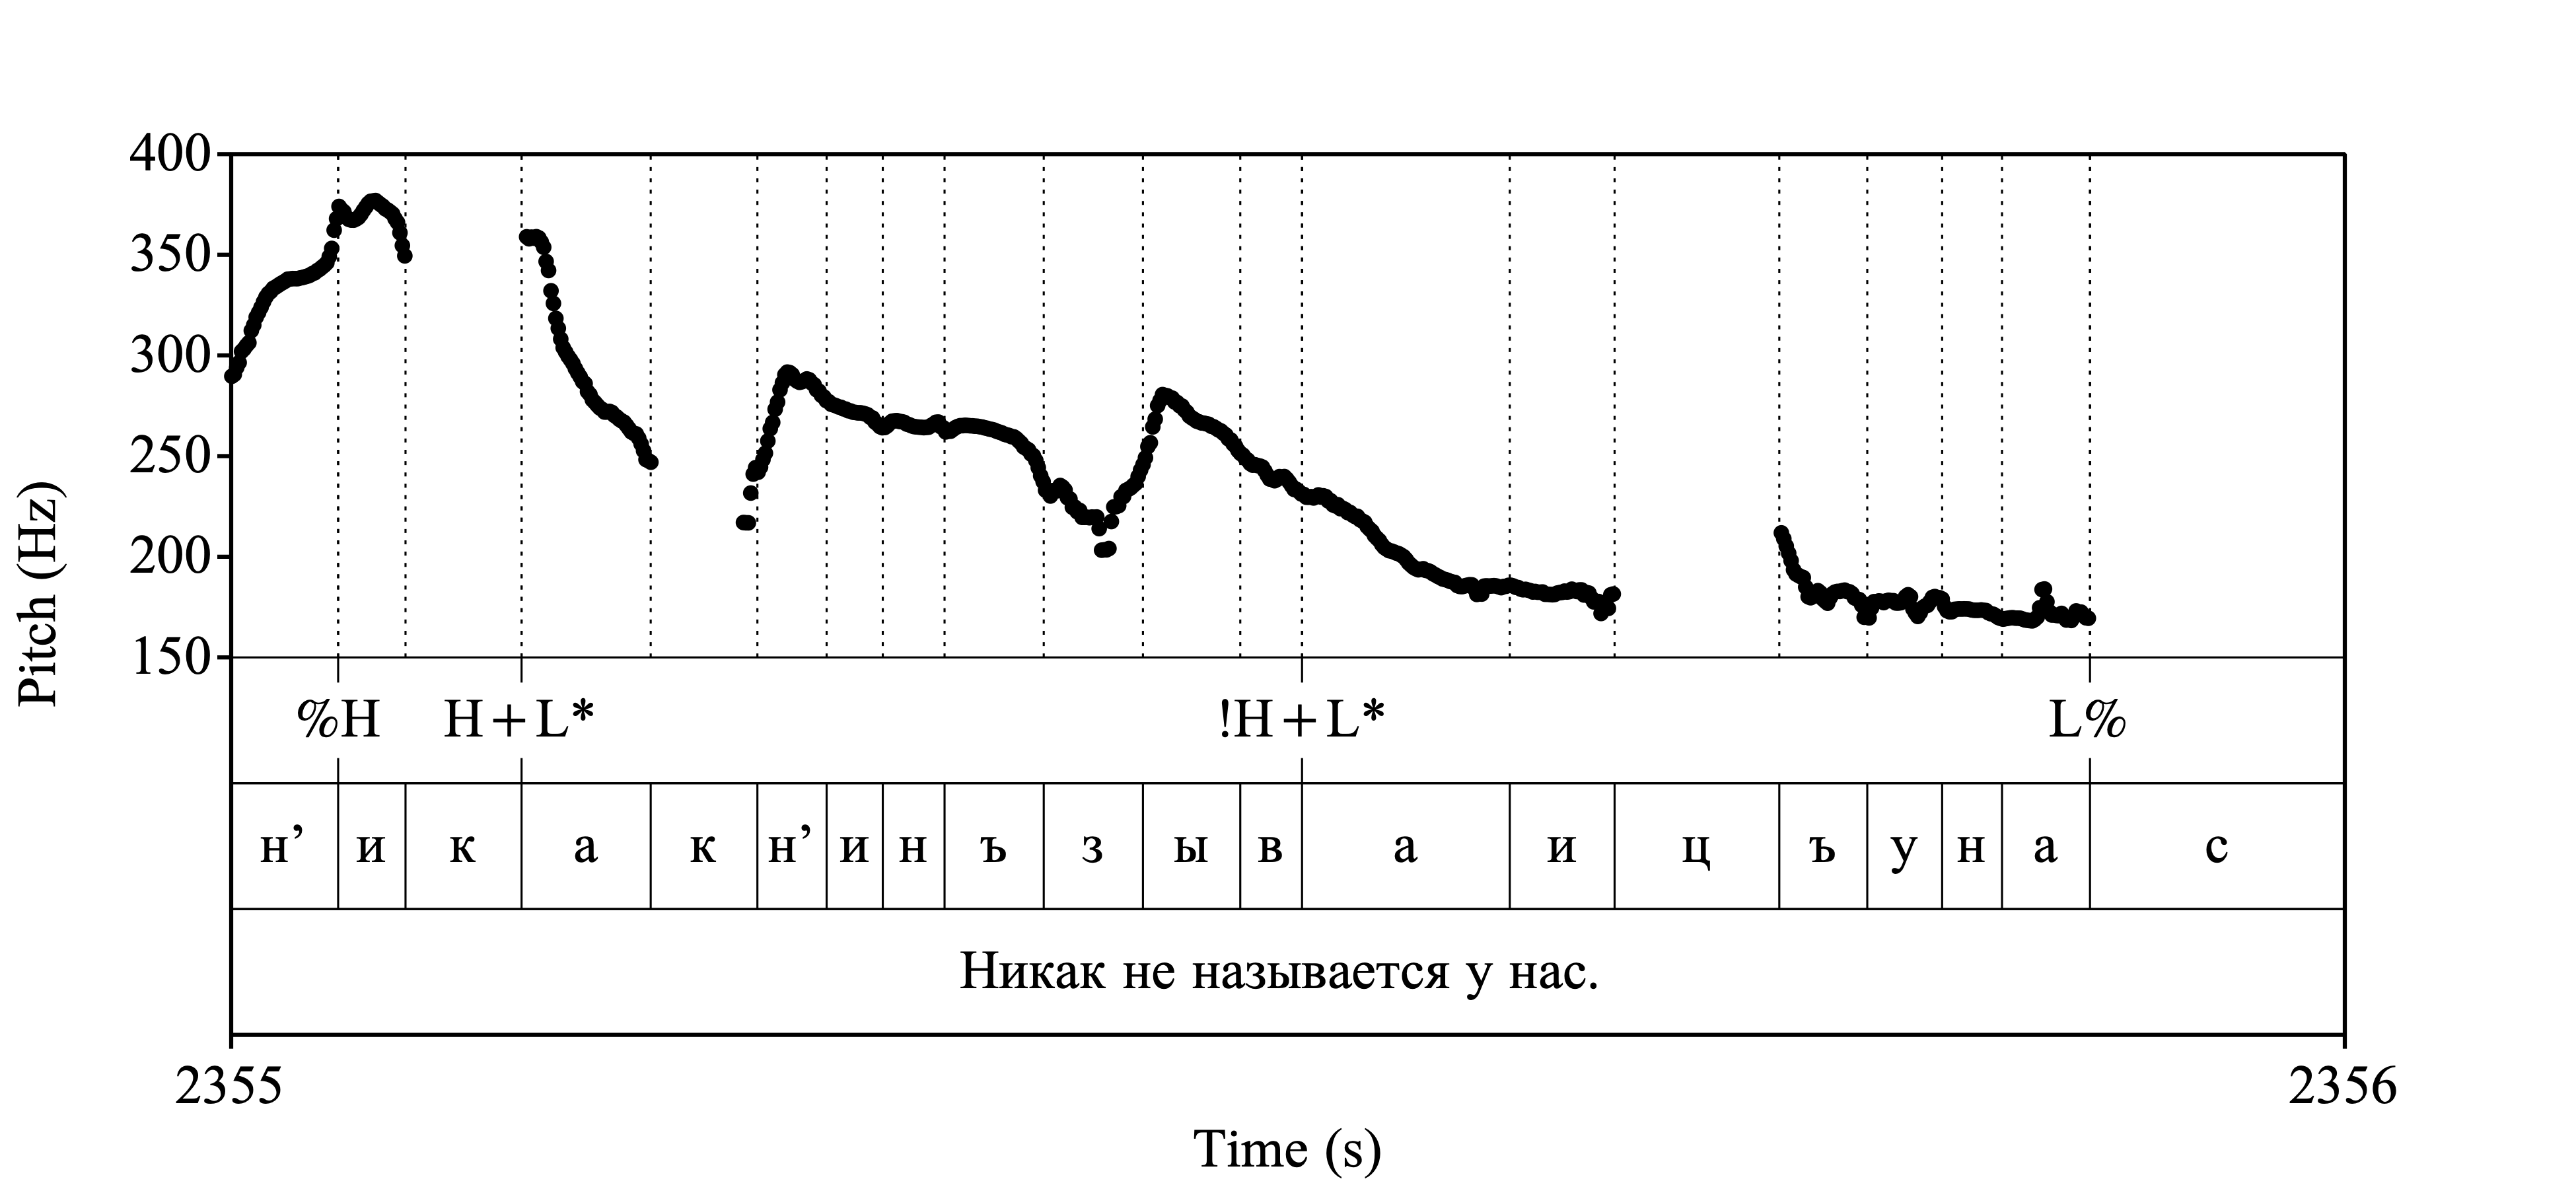 400
350
300
250
200
150
Pitch (Hz)
%H H+L* !H+L* L%
н’ и к а к н’ и н ъ з ы в а и ц ъ у н а с
Никак не называется у нас.
2355 2356
Time (s)